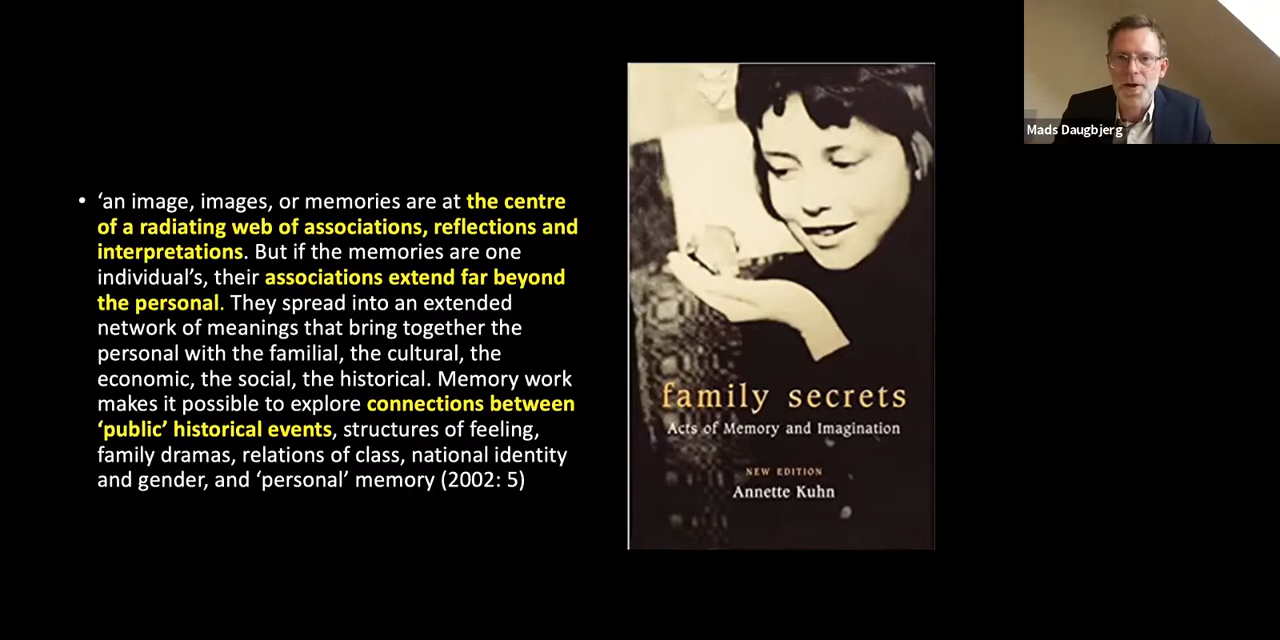 • ‘an image, images, or memories are at the centre
of a radiating web of associations, reflections and
interpretations. But if the memories are one
individual’s, their associations extend far beyond
the personal. They spread into an extended
network of meanings that bring together the
personal with the familial, the cultural, the
economic, the social, the historical. Memory work
makes it possible to explore connections between
‘public’ historical events, structures of feeling,
family dramas, relations of class, national identity
and gender, and ‘personal’ memory (2002: 5)
family secrets
Acts of Memory and Imagination
NEW EDITION
Annette Kuhn
Mads Daugbjerg